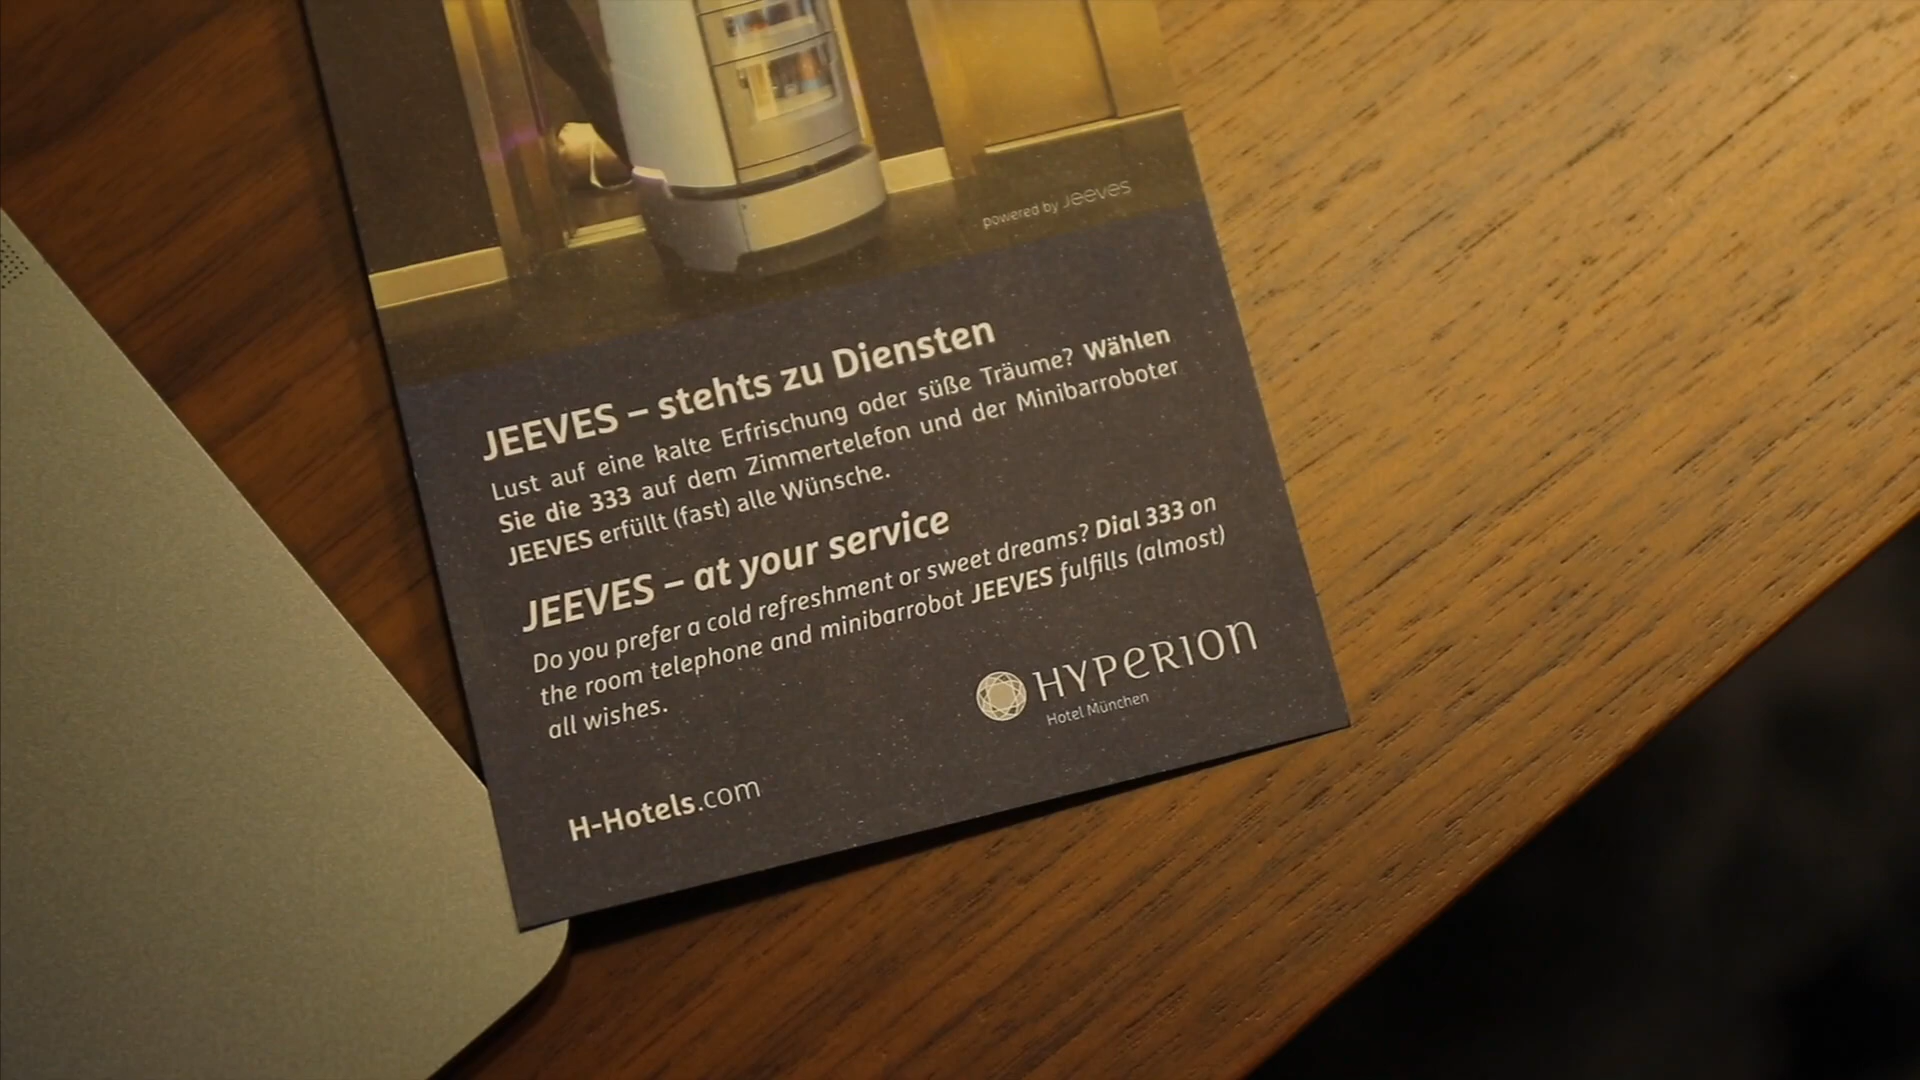 powered by Jeeves
JEEVES – stehts zu Diensten
Lust auf eine kalte Erfrischung oder süße Träume? Wählen
Sie die 333 auf dem Zimmertelefon und der Minibarroboter
JEEVES erfüllt (fast) alle Wünsche.
JEEVES – at your service
Do you prefer a cold refreshment or sweet dreams? Dial 333 on
the room telephone and minibarrobot JEEVES fulfills (almost)
all wishes.
HYPERION
Hotel München
H-Hotels.com